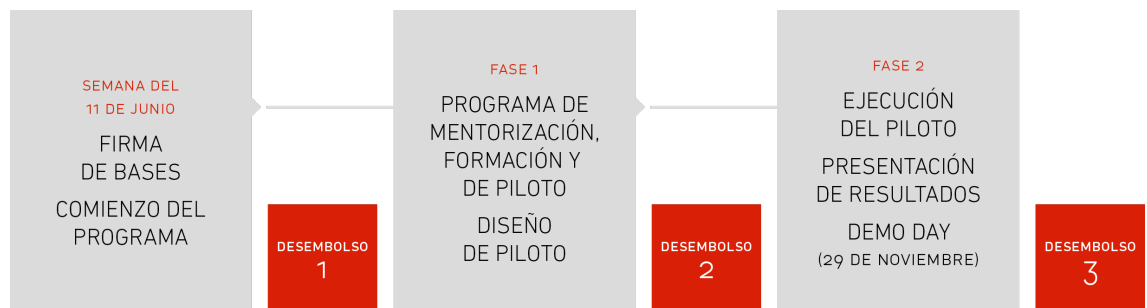 SEMANA DEL
11 DE JUNIO
FIRMA
DE BASES
COMIENZO DEL
PROGRAMA
DESEMBOLSO
1
FASE 1
PROGRAMA DE
MENTORIZACIÓN,
FORMACIÓN Y
DE PILOTO
DISEÑO
DE PILOTO
DESEMBOLSO
2
FASE 2
EJECUCIÓN
DEL PILOTO
PRESENTACIÓN
DE RESULTADOS
DEMO DAY
(29 DE NOVIEMBRE)
DESEMBOLSO
3